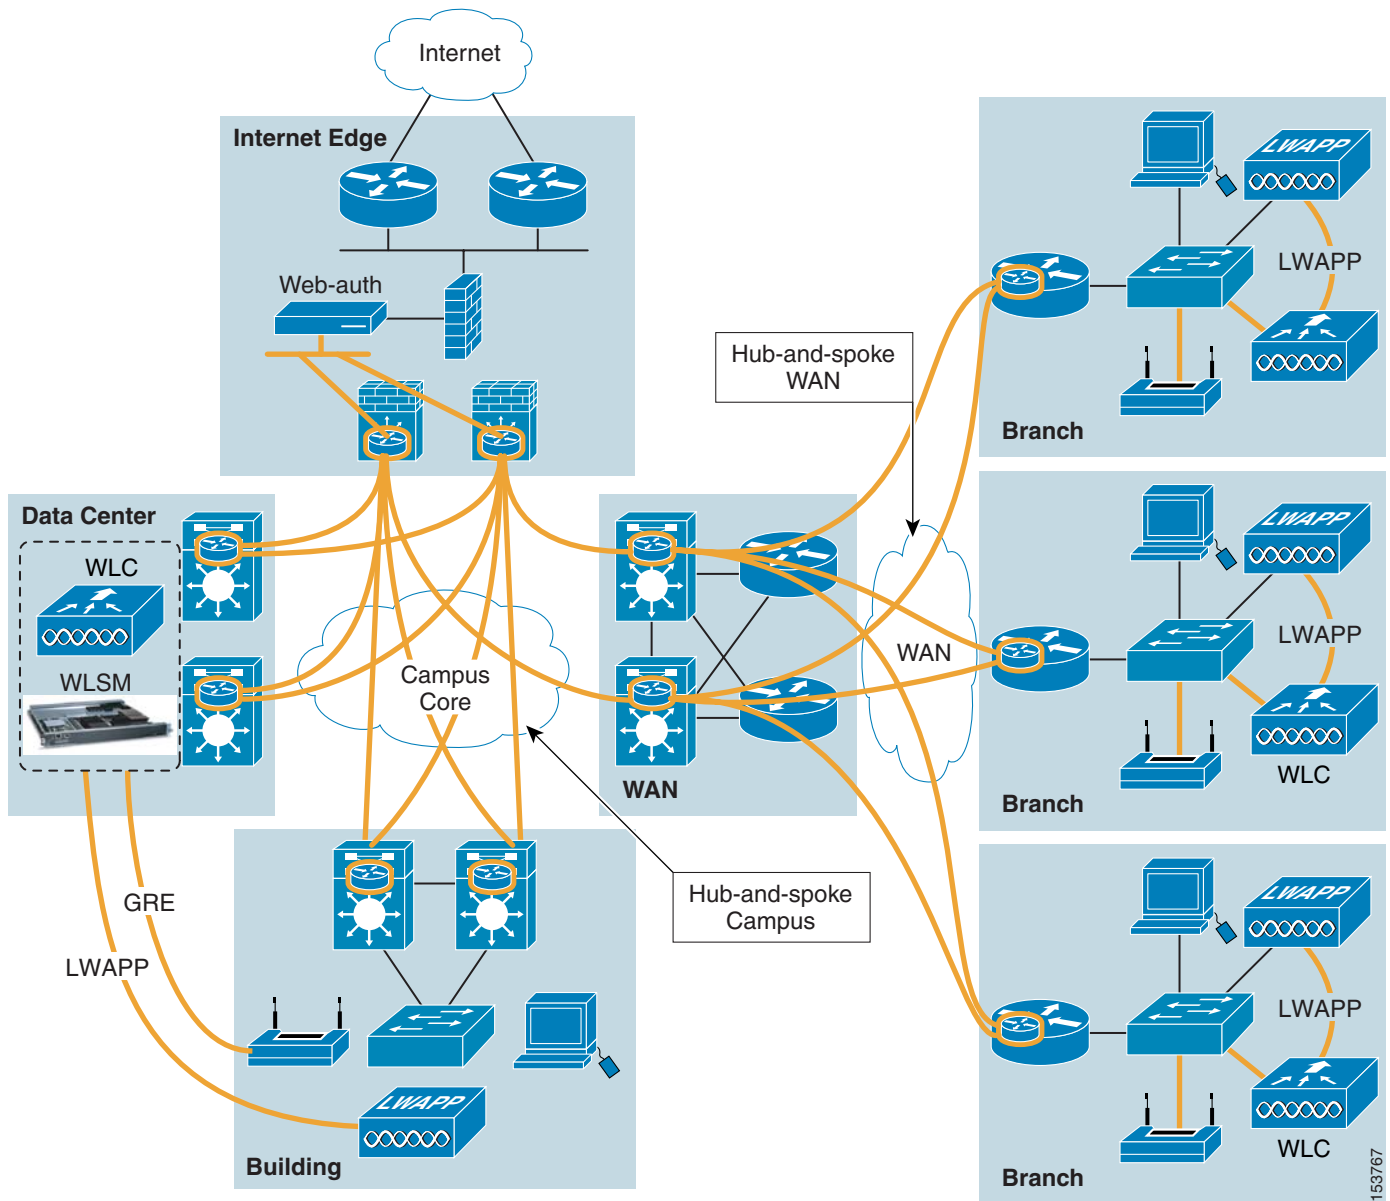 Internet
Internet Edge
Web-auth
Hub-and-spoke
WAN
LWAPP
LWAPP
Branch
Data Center
WLC
WLSM
Campus
Core
WAN
WAN
LWAPP
LWAPP
WLC
Branch
GRE
LWAPP
Hub-and-spoke
Campus
LWAPP
Building
LWAPP
LWAPP
WLC
Branch
153767